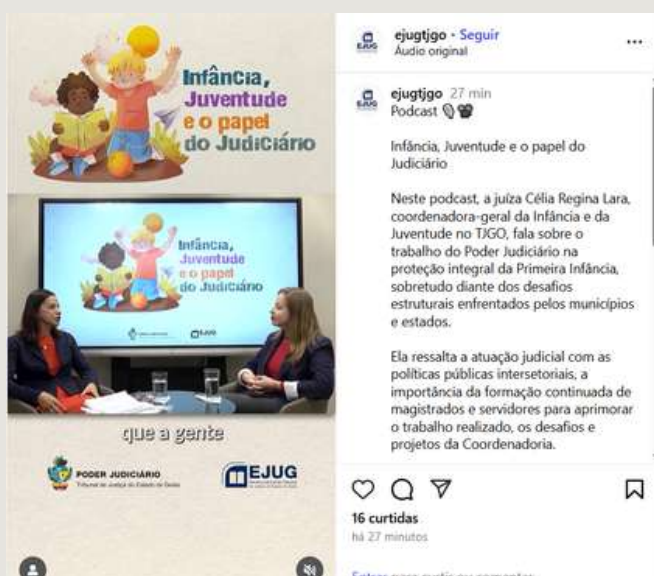 Infância,
Juventude
e o papel
do Judiciário
Infância,
Juventude
e o papel
do Judiciário
EJUG
que a gente
PODER JUDICIÁRIO
Tribunal de Justiça do Estado de Goiás
EJUG
EJUG
ejugtjgo • Seguir
Áudio original
EJUG
ejugtjgo 27 min
Podcast
Infância, Juventude e o papel do
Judiciário
Neste podcast, a juíza Célia Regina Lara,
coordenadora-geral da Infância e da
Juventude no TJGO, fala sobre o
trabalho do Poder Judiciário na
proteção integral da Primeira Infância,
sobretudo diante dos desafios
estruturais enfrentados pelos municípios
e estados.
Ela ressalta a atuação judicial com as
políticas públicas intersetoriais, a
importância da formação continuada de
magistrados e servidores para aprimorar
o trabalho realizado, os desafios e
projetos da Coordenadoria.
16 curtidas
há 27 minutos